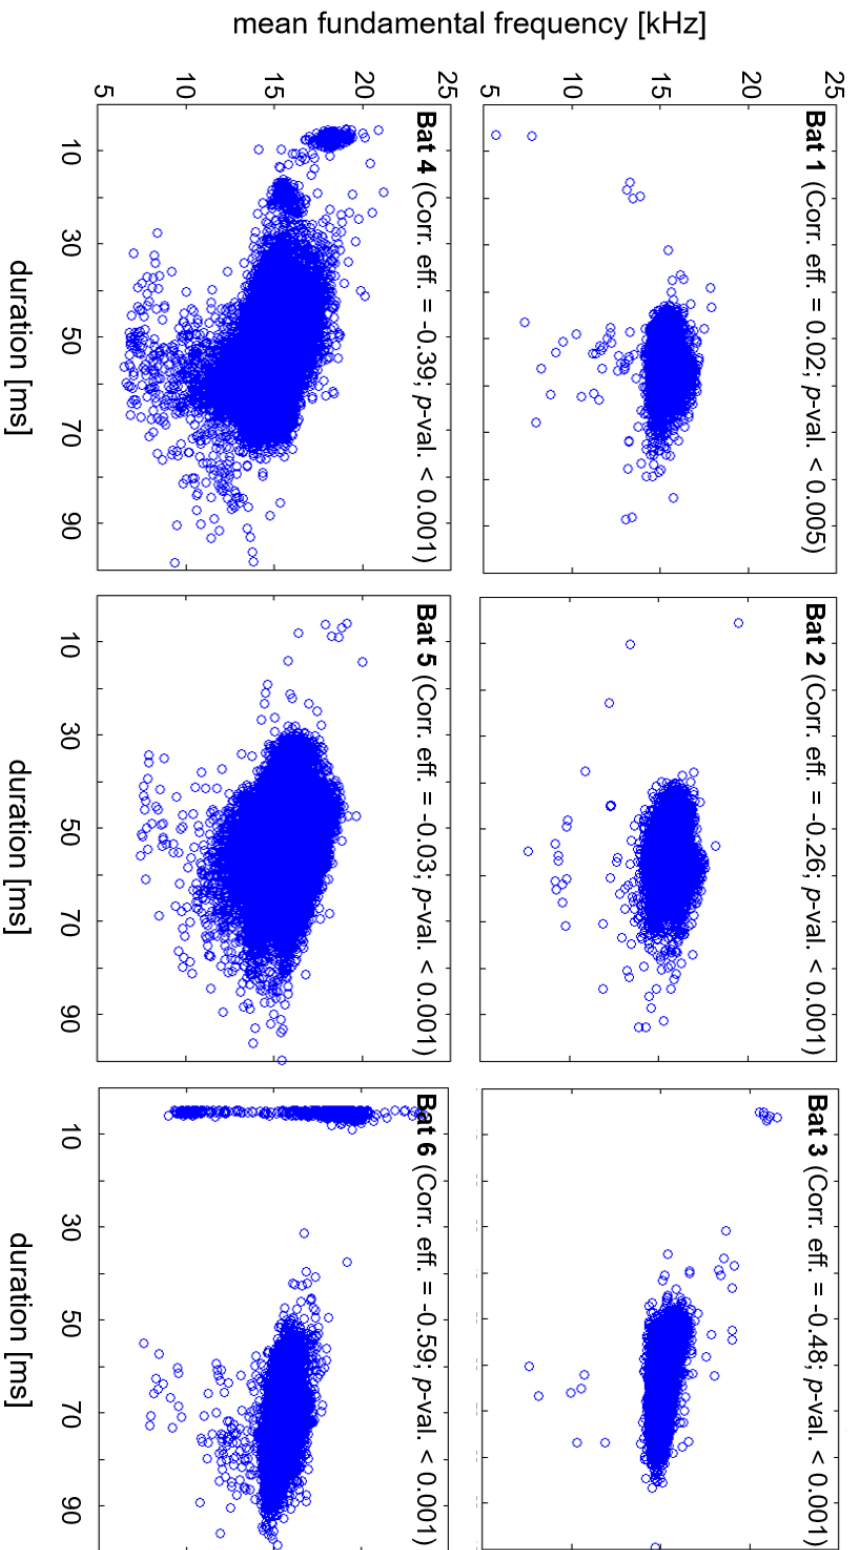 mean fundamental frequency [kHz]
Bat 1 (Corr. eff. = 0.02; p-val. < 0.005)
5
10
15
20
25
Bat 2 (Corr. eff. = -0.26; p-val. < 0.001)
Bat 3 (Corr. eff. = -0.48; p-val. < 0.001)
Bat 4 (Corr. eff. = -0.39; p-val. < 0.001)
5
10
15
20
25
10 30 50 70 90
duration [ms]
Bat 5 (Corr. eff. = -0.03; p-val. < 0.001)
10 30 50 70 90
duration [ms]
Bat 6 (Corr. eff. = -0.59; p-val. < 0.001)
10 30 50 70 90
duration [ms]